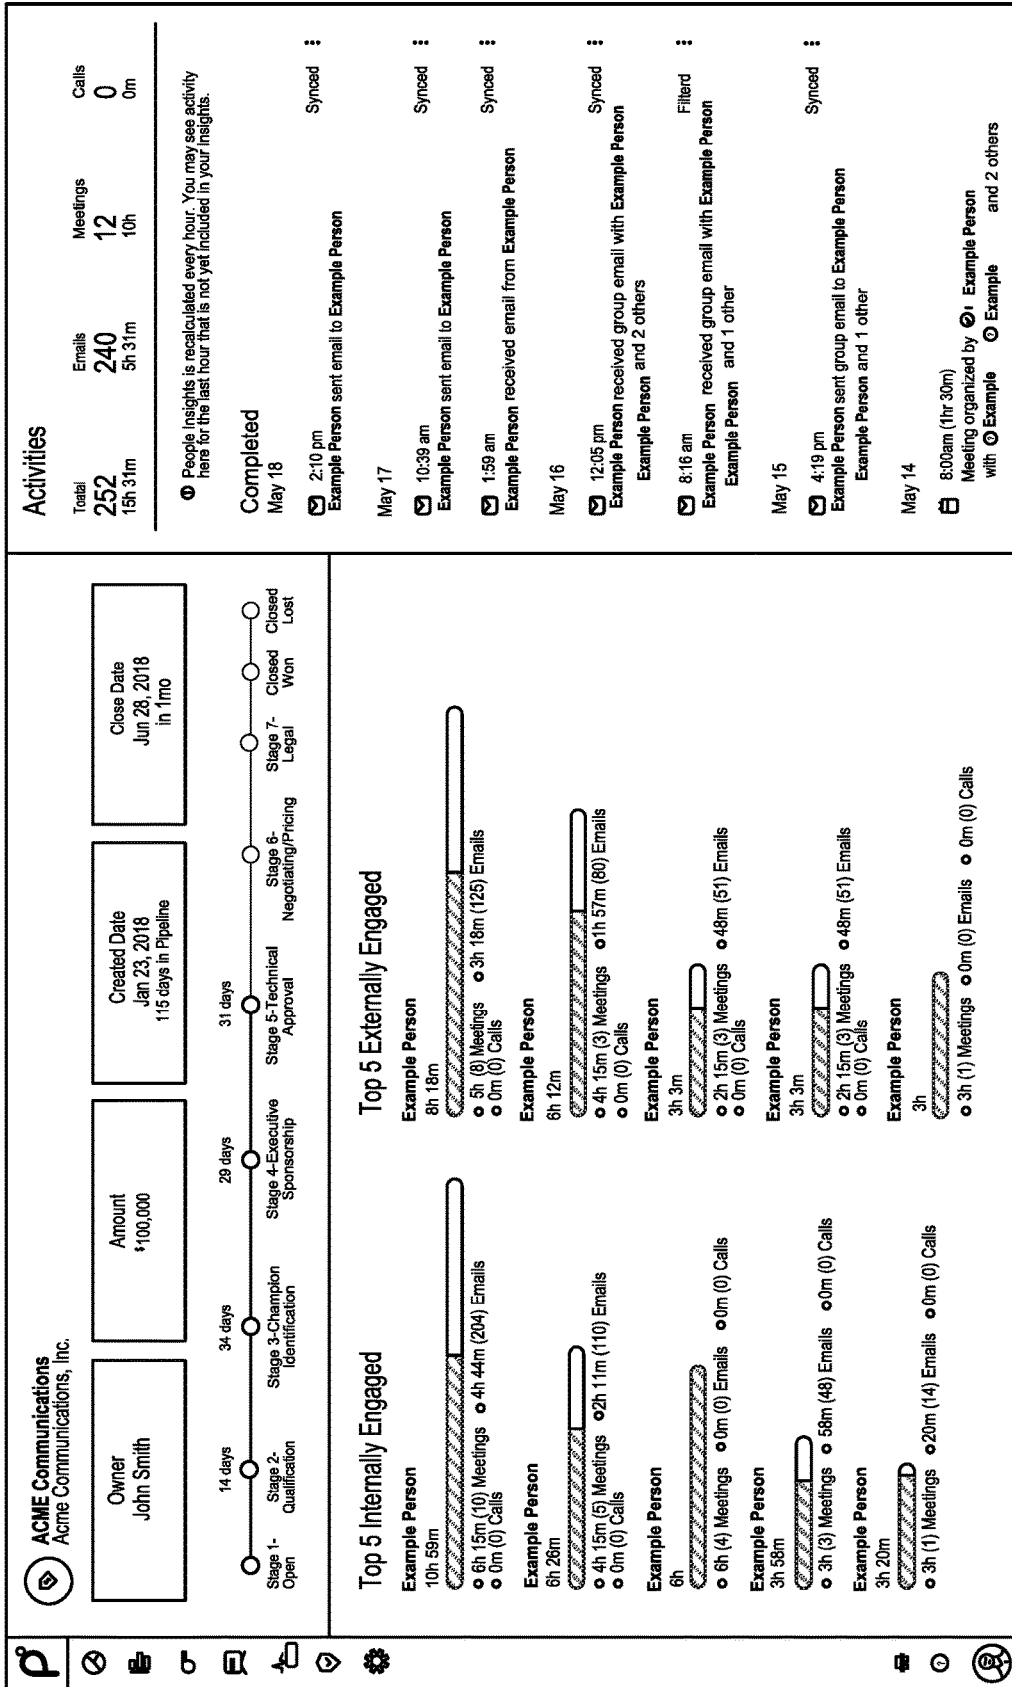 ACME Communications
Acme Communications, Inc.
Owner
John Smith
Amount
$100,000
Created Date
Jan 23, 2018
115 days in Pipeline
Close Date
Jun 28, 2018
in 1mo
14 days
34 days
29 days
31 days
Stage 1-
Open
Stage 2-
Qualification
Stage 3-Champion
Identification
Stage 4-Executive
Sponsorship
Stage 5-Technical
Approval
Stage 6-
Negotiating/Pricing
Stage 7-
Legal
Closed
Won
Closed
Lost
Top 5 Internally Engaged
Example Person
10h 59m
6h 15m (10) Meetings 4h 44m (204) Emails
0m (0) Calls
Example Person
6h 26m
4h 15m (5) Meetings 2h 11m (110) Emails
0m (0) Calls
Example Person
6h
6h (4) Meetings 0m (0) Emails 0m (0) Calls
Example Person
3h 58m
3h (3) Meetings 58m (48) Emails 0m (0) Calls
Example Person
3h 20m
3h (1) Meetings 20m (14) Emails 0m (0) Calls
Top 5 Externally Engaged
Example Person
8h 18m
5h (8) Meetings 3h 18m (125) Emails
0m (0) Calls
Example Person
6h 12m
4h 15m (3) Meetings 1h 57m (80) Emails
0m (0) Calls
Example Person
3h 3m
2h 15m (3) Meetings 48m (51) Emails
0m (0) Calls
Example Person
3h 3m
2h 15m (3) Meetings 48m (51) Emails
0m (0) Calls
Example Person
3h
3h (1) Meetings 0m (0) Emails 0m (0) Calls
Activities
Toatal
252
15h 31m
Emails
240
5h 31m
Meetings
12
10h
Calls
0
0m
People Insights is recalculated every hour. You may see activity
here for the last hour that is not yet included in your insights.
Completed
May 18
2:10 pm Synced
Example Person sent email to Example Person
May 17
10:39 am Synced
Example Person sent email to Example Person
1:59 am Synced
Example Person received email from Example Person
May 16
12:05 pm Synced
Example Person received group email with Example Person
Example Person and 2 others
8:16 am Filterd
Example Person received group email with Example Person
Example Person and 1 other
May 15
4:19 pm Synced
Example Person sent group email to Example Person
Example Person and 1 other
May 14
8:00am (1hr 30m)
Meeting organized by Example Person
with Example Example and 2 others